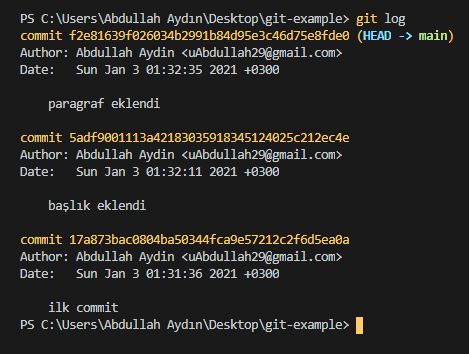 PS C:\Users\Abdullah Aydın\Desktop\git-example> git log
commit f2e81639f026034b2991b84d95e3c46d75e8fde0 (HEAD -> main)
Author: Abdullah Aydin <uAbdullah29@gmail.com>
Date:   Sun Jan 3 01:32:35 2021 +0300
    paragraf eklendi
commit 5adf9001113a42183035918345124025c212ec4e
Author: Abdullah Aydin <uAbdullah29@gmail.com>
Date:   Sun Jan 3 01:32:11 2021 +0300
    başlık eklendi
commit 17a873bac0804ba50344fca9e57212c2f6d5ea0a
Author: Abdullah Aydin <uAbdullah29@gmail.com>
Date:   Sun Jan 3 01:31:36 2021 +0300
    ilk commit
PS C:\Users\Abdullah Aydın\Desktop\git-example>